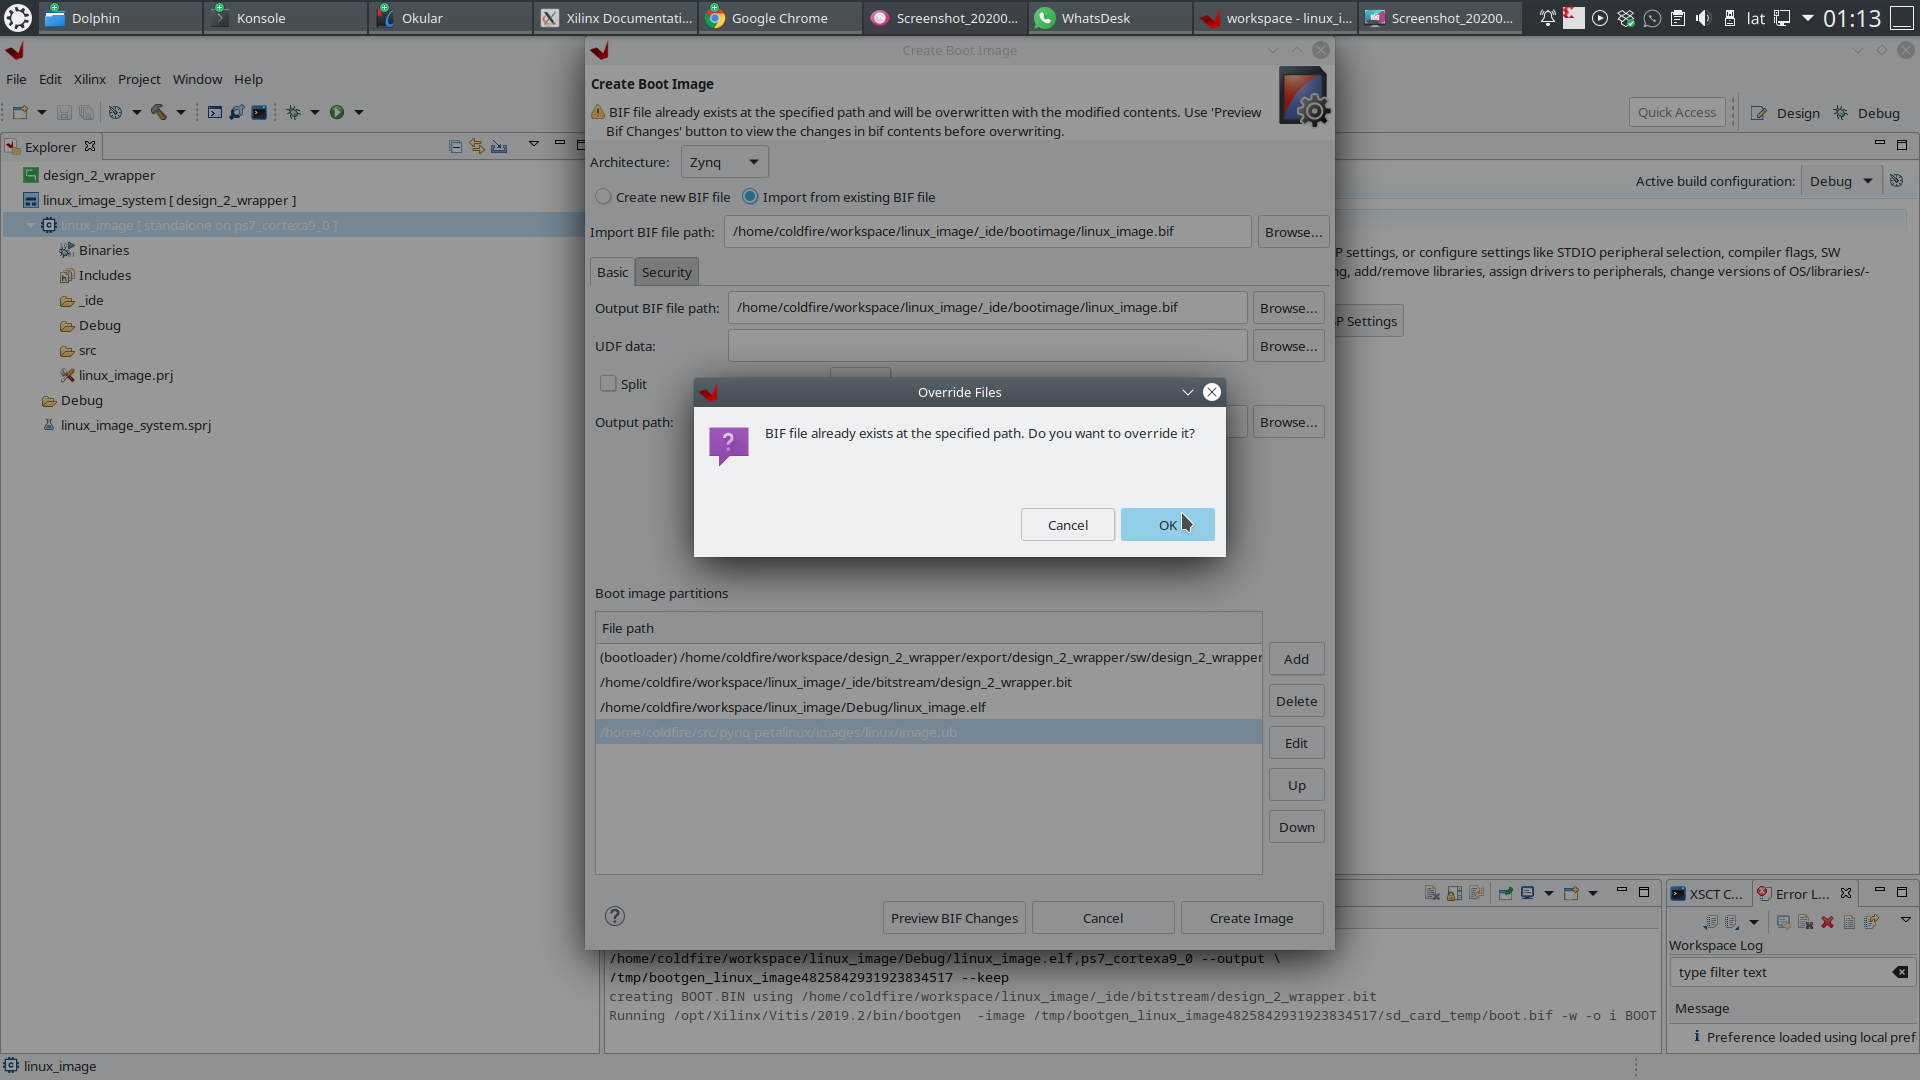 Dolphin
Konsole
Okular
Xilinx Documentati...
Google Chrome
Screenshot_20200...
WhatsDesk
workspace - linux_i...
Screenshot_20200...
lat
01:13
Create Boot Image
File Edit Xilinx Project Window Help
Quick Access
Design
Debug
Explorer
design_2_wrapper
linux_image_system [ design_2_wrapper ]
linux_image [ standalone on ps7_cortexa9_0 ]
Binaries
Includes
_ide
Debug
src
linux_image.prj
Debug
linux_image_system.sprj
Create Boot Image
BIF file already exists at the specified path and will be overwritten with the modified contents. Use 'Preview
Bif Changes' button to view the changes in bif contents before overwriting.
Architecture: Zynq
Create new BIF file Import from existing BIF file
Import BIF file path: /home/coldfire/workspace/linux_image/_ide/bootimage/linux_image.bif Browse...
Basic Security
Output BIF file path: /home/coldfire/workspace/linux_image/_ide/bootimage/linux_image.bif Browse...
UDF data: Browse...
Split
Output path: Browse...
Override Files
BIF file already exists at the specified path. Do you want to override it?
Cancel OK
Boot image partitions
File path
(bootloader) /home/coldfire/workspace/design_2_wrapper/export/design_2_wrapper/sw/design_2_wrapper
/home/coldfire/workspace/linux_image/_ide/bitstream/design_2_wrapper.bit
/home/coldfire/workspace/linux_image/Debug/linux_image.elf
/home/coldfire/src/pynq-petalinux/images/linux/image.ub
Add
Delete
Edit
Up
Down
Preview BIF Changes Cancel Create Image
Active build configuration: Debug
P settings, or configure settings like STDIO peripheral selection, compiler flags, SW
ng, add/remove libraries, assign drivers to peripherals, change versions of OS/libraries/-
P Settings
/home/coldfire/workspace/linux_image/Debug/linux_image.elf,ps7_cortexa9_0 --output \
/tmp/bootgen_linux_image4825842931923834517 --keep
creating BOOT.BIN using /home/coldfire/workspace/linux_image/_ide/bitstream/design_2_wrapper.bit
Running /opt/Xilinx/Vitis/2019.2/bin/bootgen  -image /tmp/bootgen_linux_image4825842931923834517/sd_card_temp/boot.bif -w -o i BOOT
XSCT C...
Error L...
Workspace Log
type filter text
Message
Preference loaded using local pref
linux_image